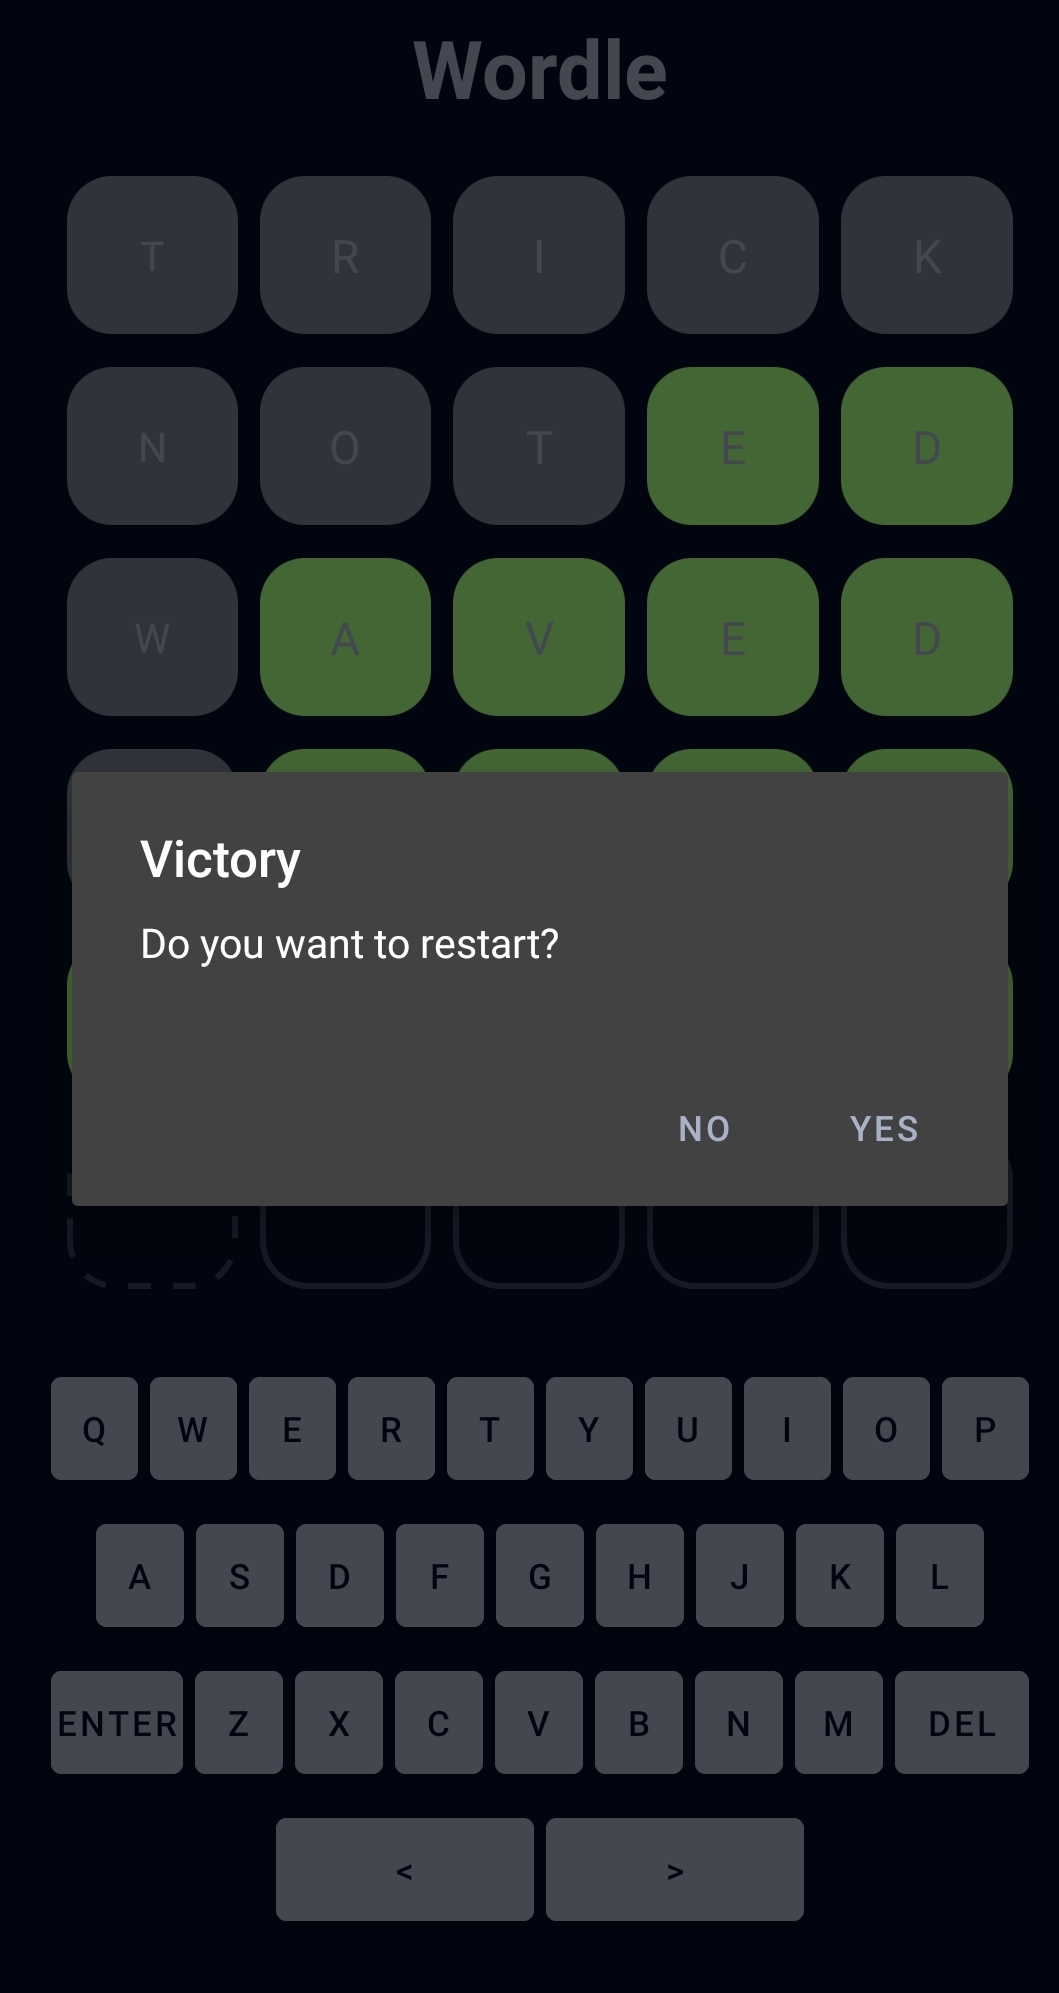 Wordle
T R I C K
N O T E D
W A V E D
Victory
Do you want to restart?
NO YES
Q W E R T Y U I O P
A S D F G H J K L
ENTER Z X C V B N M DEL
< >